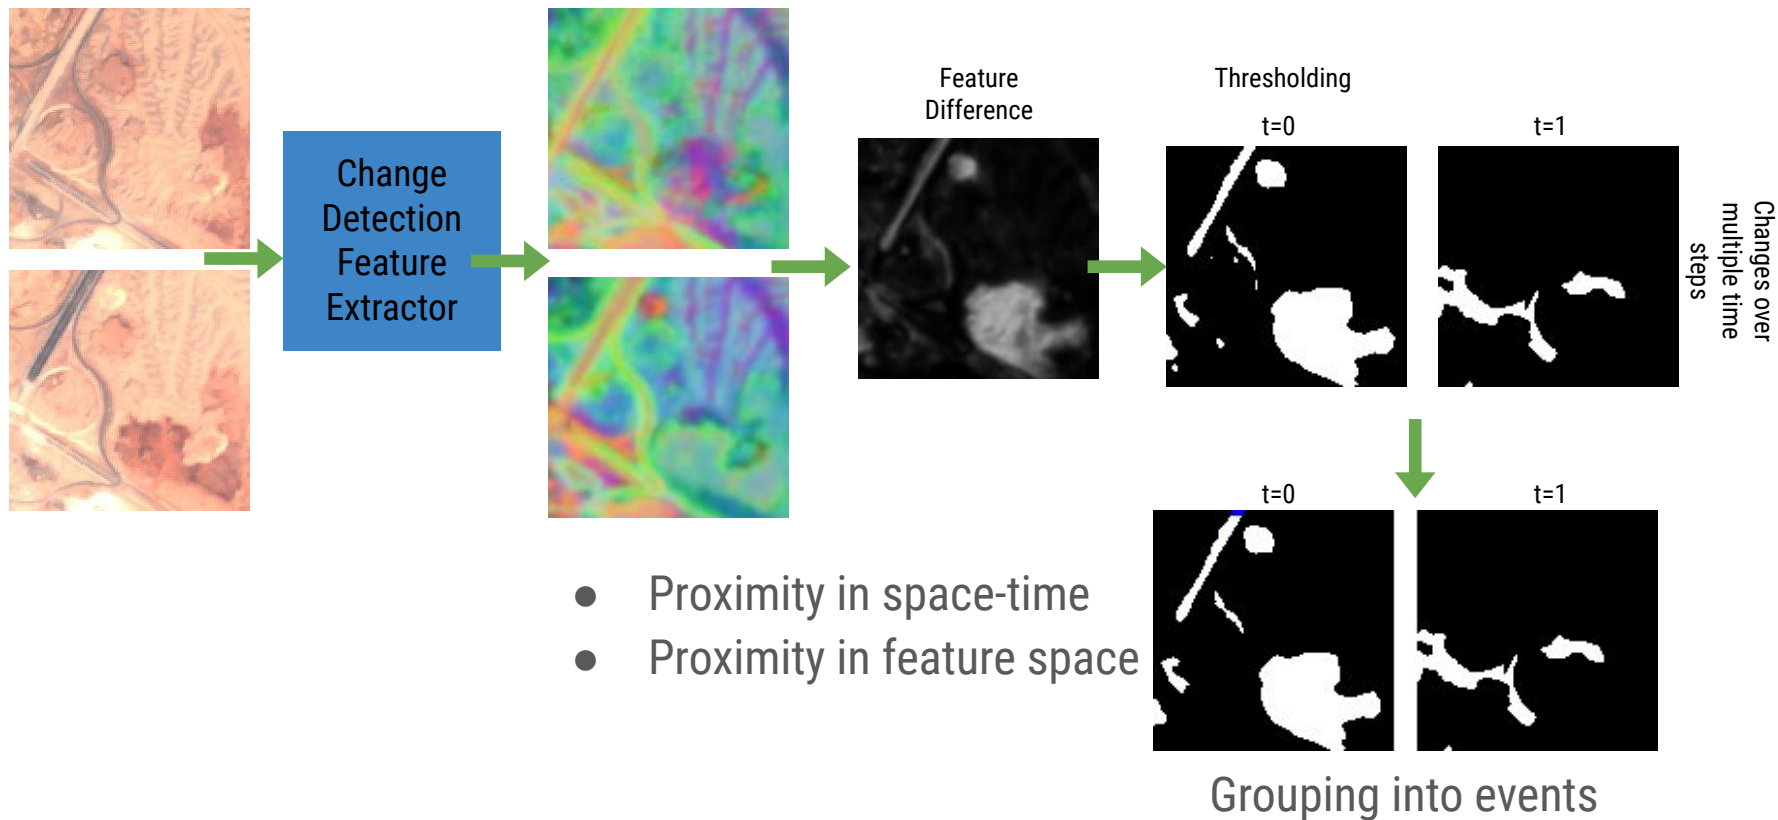 Change
Detection
Feature
Extractor
Feature
Difference
Thresholding
t=0
t=1
Changes over
multiple time
steps
t=0
t=1
● Proximity in space-time
● Proximity in feature space
Grouping into events